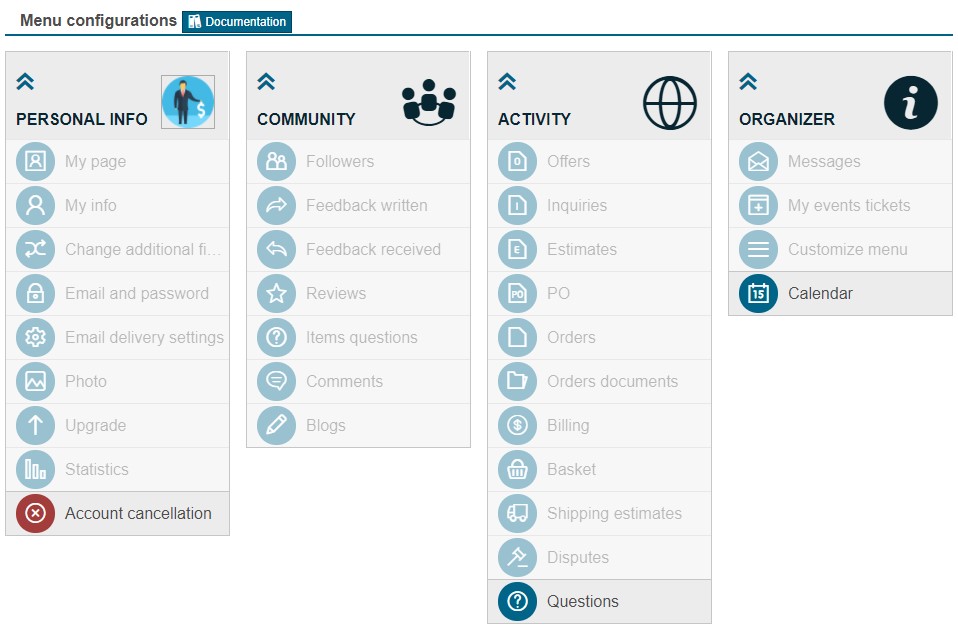 Menu configurations Documentation
PERSONAL INFO
My page
My info
Change additional fi...
Email and password
Email delivery settings
Photo
Upgrade
Statistics
Account cancellation
COMMUNITY
Followers
Feedback written
Feedback received
Reviews
Items questions
Comments
Blogs
ACTIVITY
O Offers
I Inquiries
E Estimates
PO PO
Orders
Orders documents
$ Billing
Basket
Shipping estimates
Disputes
? Questions
ORGANIZER
Messages
My events tickets
Customize menu
15 Calendar